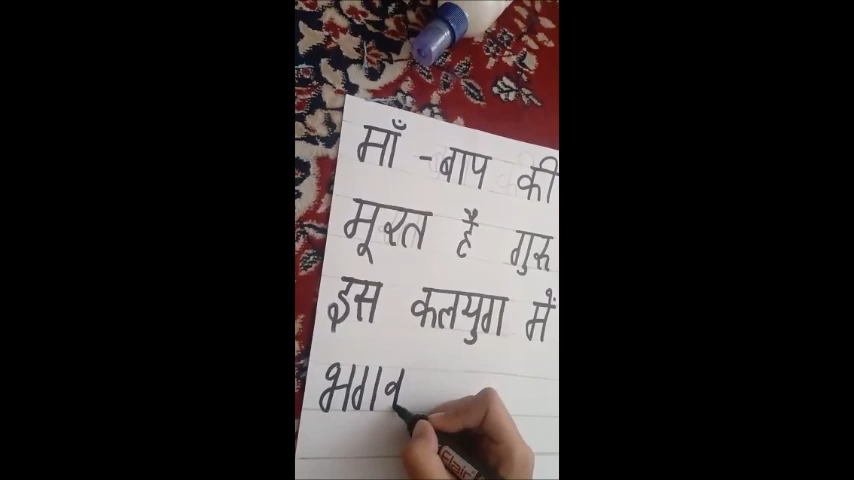 माँ - बाप की
मूरत है गुरू
इस कलयुग में
भगव